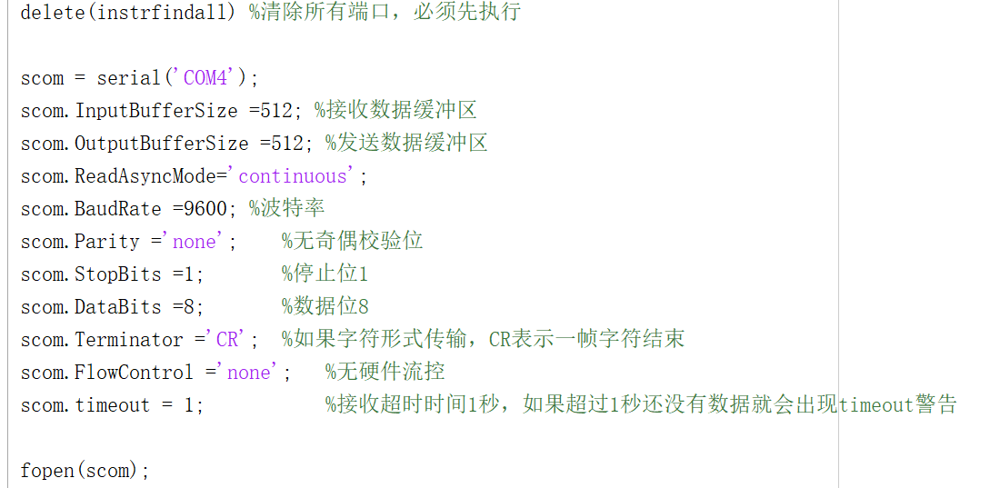 delete(instrfindall) %清除所有端口，必须先执行
scom = serial('COM4');
scom.InputBufferSize =512; %接收数据缓冲区
scom.OutputBufferSize =512; %发送数据缓冲区
scom.ReadAsyncMode='continuous';
scom.BaudRate =9600; %波特率
scom.Parity ='none';    %无奇偶校验位
scom.StopBits =1;       %停止位1
scom.DataBits =8;       %数据位8
scom.Terminator ='CR';  %如果字符形式传输，CR表示一帧字符结束
scom.FlowControl ='none';   %无硬件流控
scom.timeout = 1;           %接收超时时间1秒，如果超过1秒还没有数据就会出现timeout警告
fopen(scom);